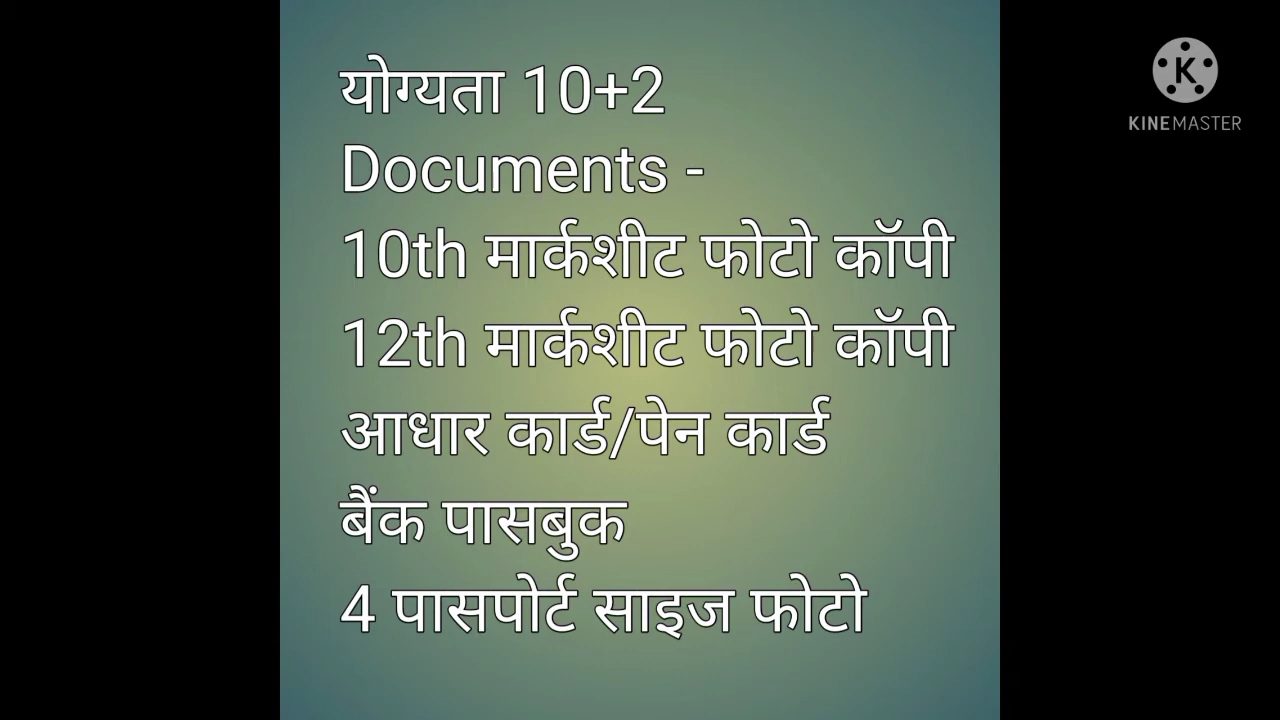 योग्यता 10+2
Documents -
10th मार्कशीट फोटो कॉपी
12th मार्कशीट फोटो कॉपी
आधार कार्ड/पेन कार्ड
बैंक पासबुक
4 पासपोर्ट साइज फोटो
K
KINEMASTER